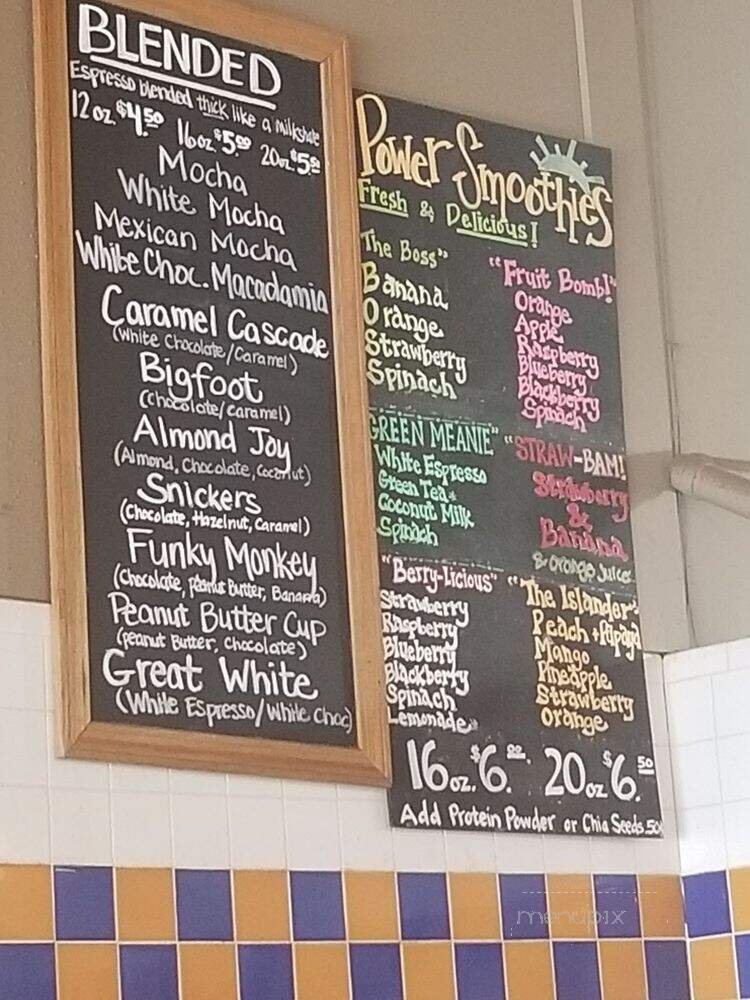 BLENDED
Espresso blended thick like a milkshake
12oz. $4.50 16oz $5.00 20oz. $5.50
Mocha
White Mocha
Mexican Mocha
White Choc. Macadamia
Caramel Cascade
(White Chocolate/Caramel)
Bigfoot
(Chocolate/Caramel)
Almond Joy
(Almond, Chocolate, Coconut)
Snickers
(Chocolate, Hazelnut, Caramel)
Funky Monkey
(Chocolate, Peanut Butter, Banana)
Peanut Butter Cup
(Peanut Butter, Chocolate)
Great White
(White Espresso/White Choc)
Power Smoothies
Fresh & Delicious!
The Boss"
Banana
Orange
Strawberry
Spinach
"Fruit Bomb!"
Orange
Apple
Raspberry
Blueberry
Blackberry
Spinach
GREEN MEANIE"
White Espresso
Green Tea+
Coconut Milk
Spinach
"STRAW-BAM!
Strawberry
&
Banana
& Orange Juice
"Berry-Licious"
Strawberry
Raspberry
Blueberry
Blackberry
Spinach
Lemonade
"The Islander"
Peach + Papaya
Mango
Pineapple
Strawberry
Orange
16oz. $6.00 20oz $6.50
Add Protein Powder or Chia Seeds .50
menupix